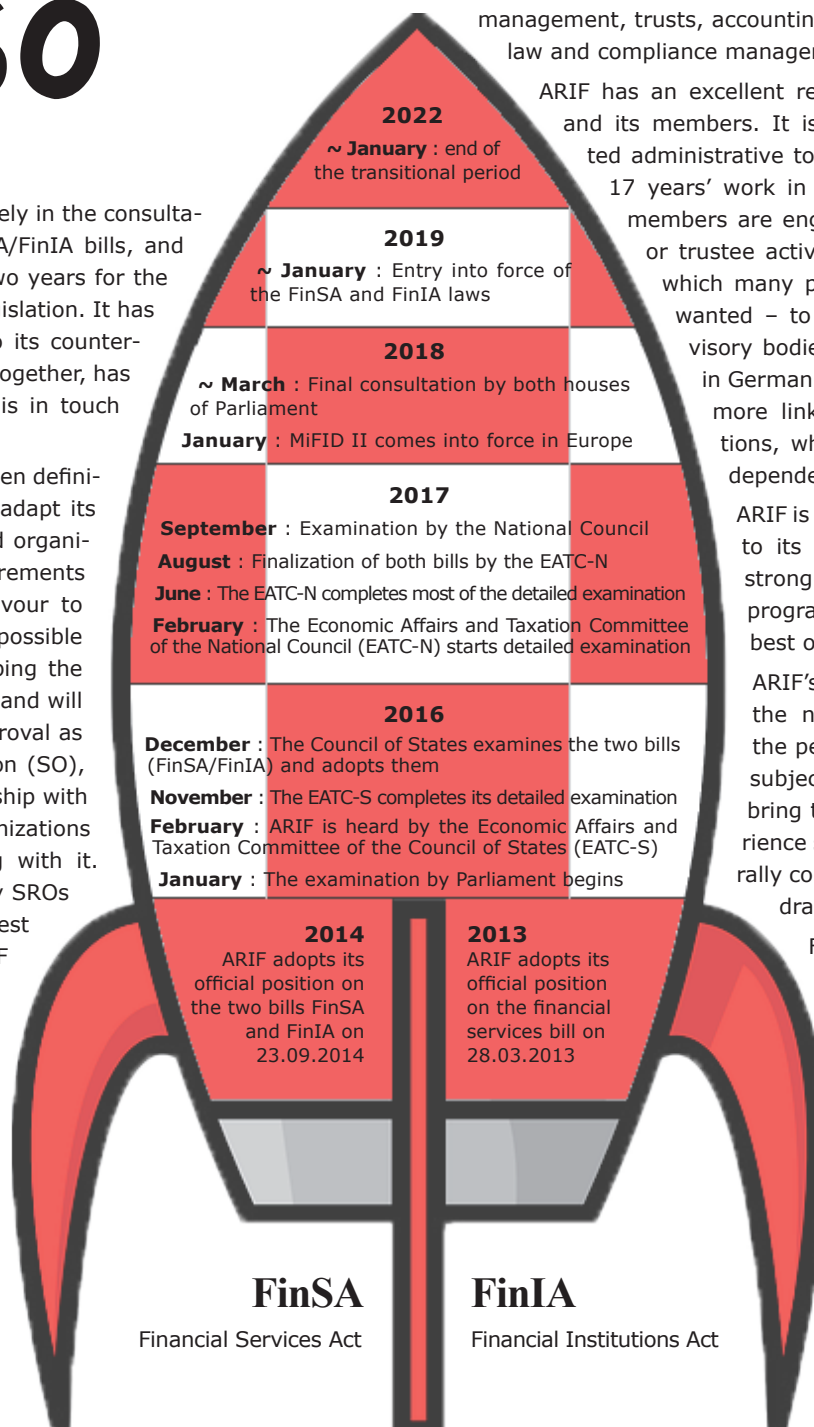 SO
ely in the consulta-
A/FinIA bills, and
wo years for the
islation. It has
o its counter-
ogether, has
is in touch
en defini-
adapt its
d organi-
rements
vour to
possible
ping the
and will
roval as
n (SO),
ship with
nizations
g with it.
y SROs
est
F
2022
~ January : end of
the transitional period
2019
~ January : Entry into force of
the FinSA and FinIA laws
2018
~ March : Final consultation by both houses
of Parliament
January : MiFID II comes into force in Europe
2017
September : Examination by the National Council
August : Finalization of both bills by the EATC-N
June : The EATC-N completes most of the detailed examination
February : The Economic Affairs and Taxation Committee
of the National Council (EATC-N) starts detailed examination
2016
December : The Council of States examines the two bills
(FinSA/FinIA) and adopts them
November : The EATC-S completes its detailed examination
February : ARIF is heard by the Economic Affairs and
Taxation Committee of the Council of States (EATC-S)
January : The examination by Parliament begins
2014
ARIF adopts its
official position on
the two bills FinSA
and FinIA on
23.09.2014
2013
ARIF adopts its
official position
on the financial
services bill on
28.03.2013
FinSA
Financial Services Act
FinIA
Financial Institutions Act
management, trusts, accountin
law and compliance manager
ARIF has an excellent re
and its members. It is
ted administrative to
17 years' work in
members are eng
or trustee activ
which many p
wanted – to
visory bodie
in German
more link
tions, wh
depende
ARIF is
to its
strong
progra
best o
ARIF's
the n
the pe
subjec
bring t
rience
rally co
dra
F